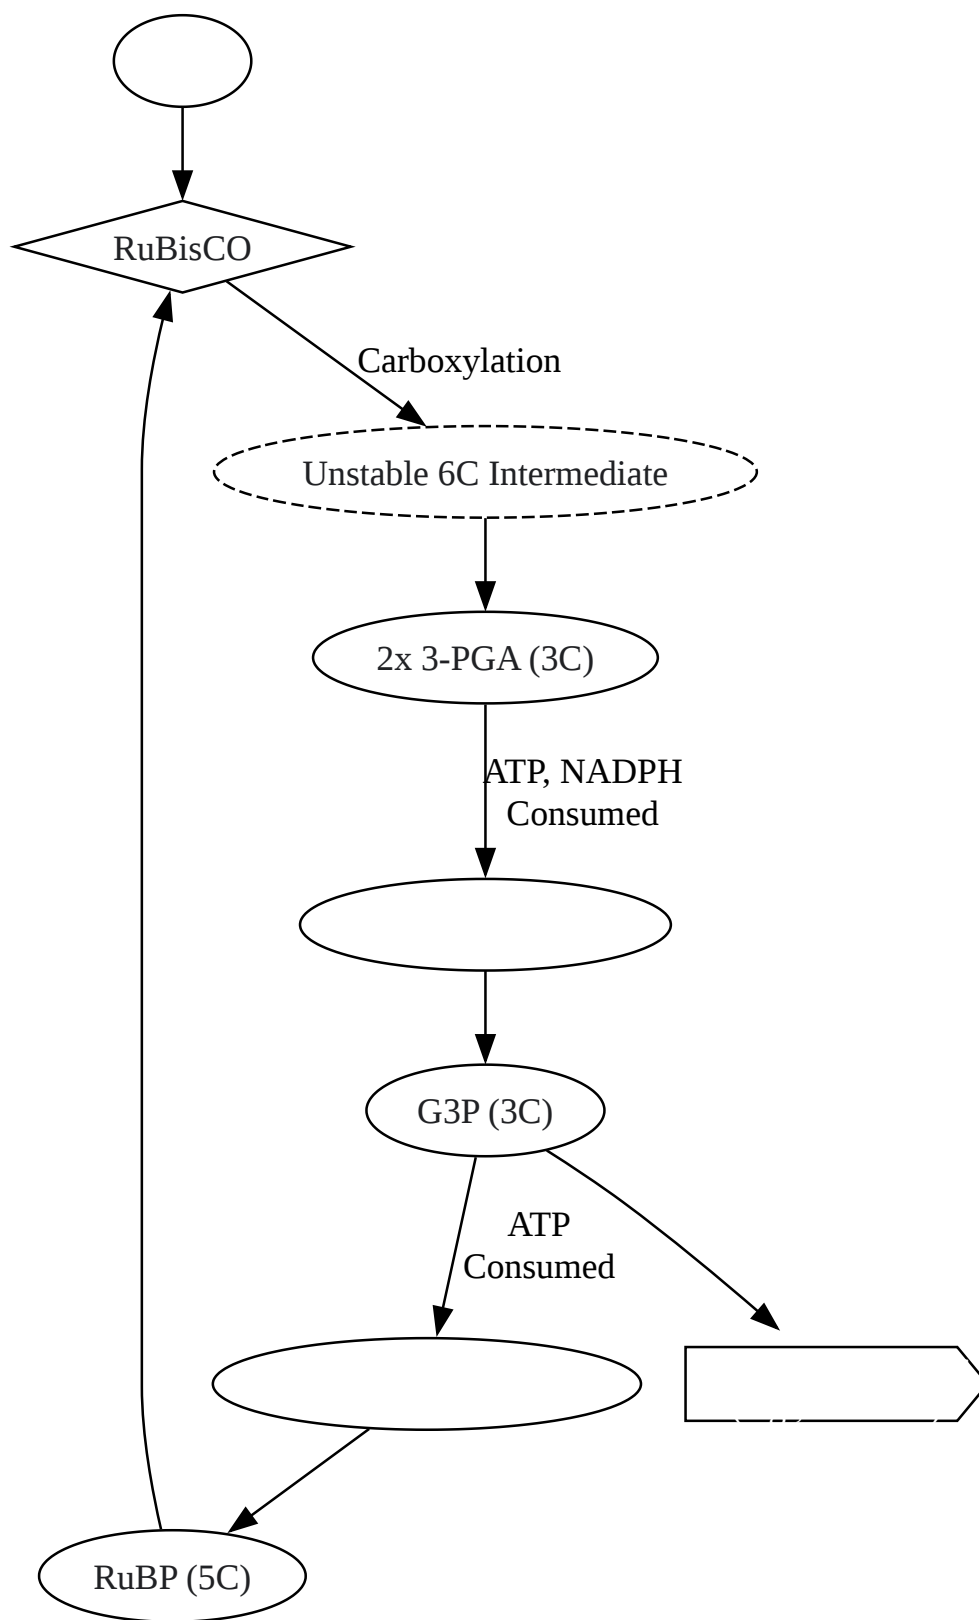 RuBisCO
Carboxylation
Unstable 6C Intermediate
2x 3-PGA (3C)
ATP, NADPH
Consumed
G3P (3C)
ATP
Consumed
RuBP (5C)